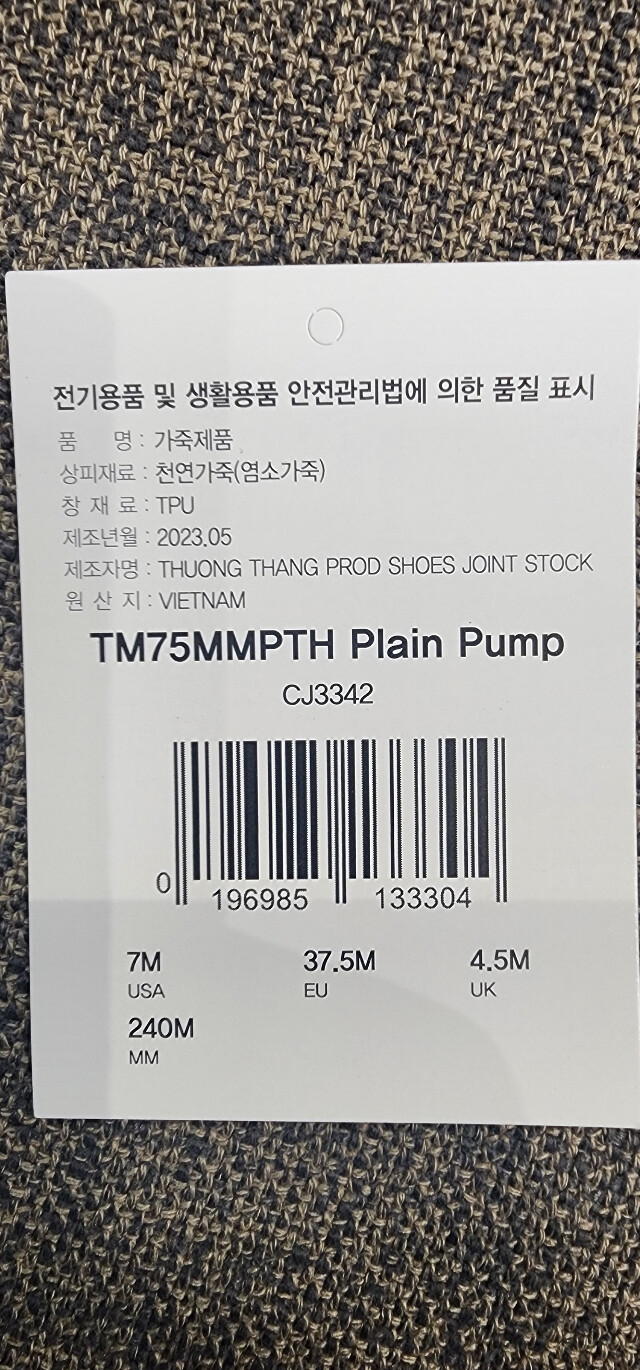 전기용품 및 생활용품 안전관리법에 의한 품질 표시
품 명 : 가죽제품
상피재료 : 천연가죽(염소가죽)
창 재 료 : TPU
제조년월 : 2023.05
제조자명 : THUONG THANG PROD SHOES JOINT STOCK
원 산 지 : VIETNAM
TM75MMPTH Plain Pump
CJ3342
0 196985 133304
7M 37.5M 4.5M
USA EU UK
240M
MM